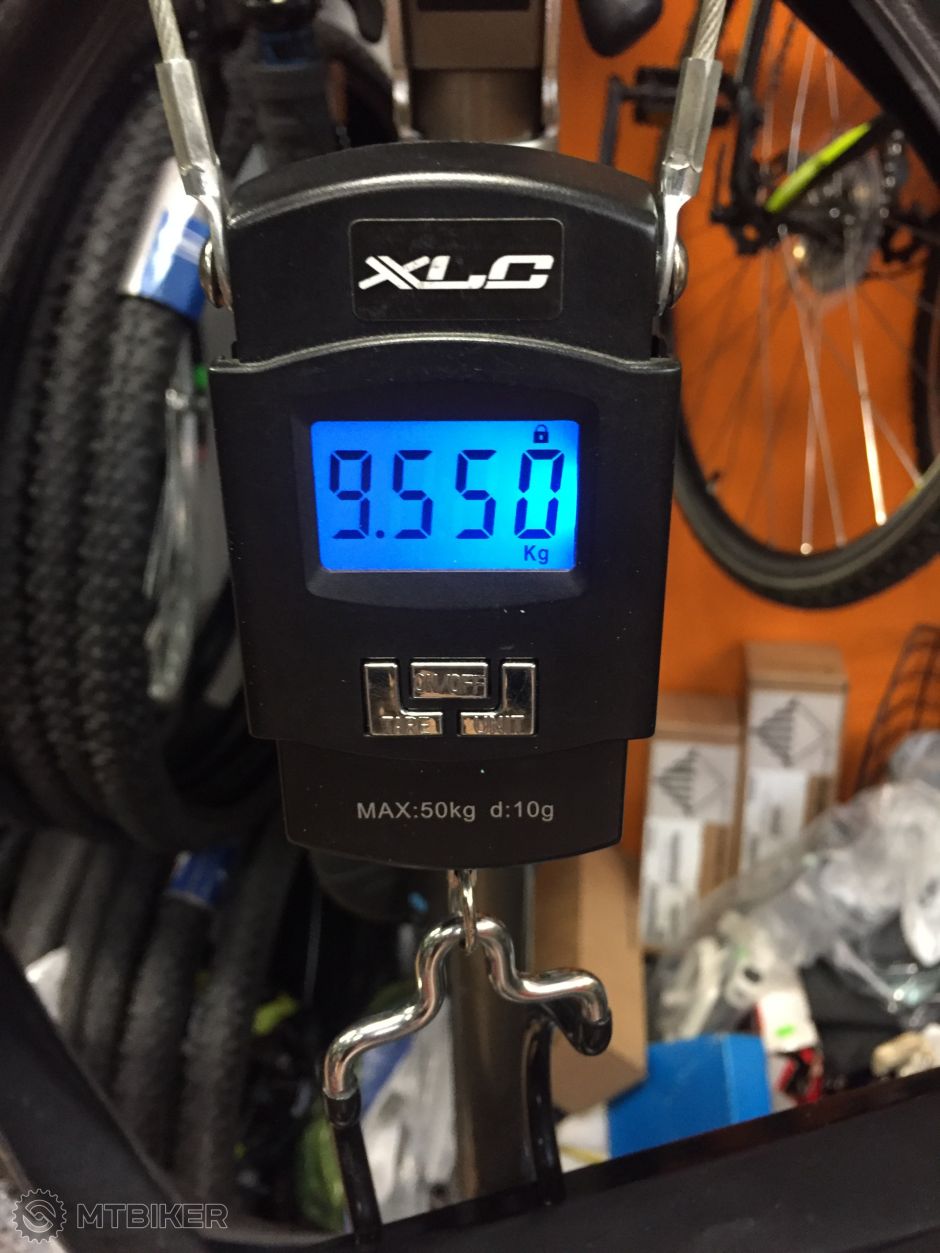 XLC
9.550
Kg
ON/OFF
TARE UNIT
MAX:50kg d:10g
MTBIKER